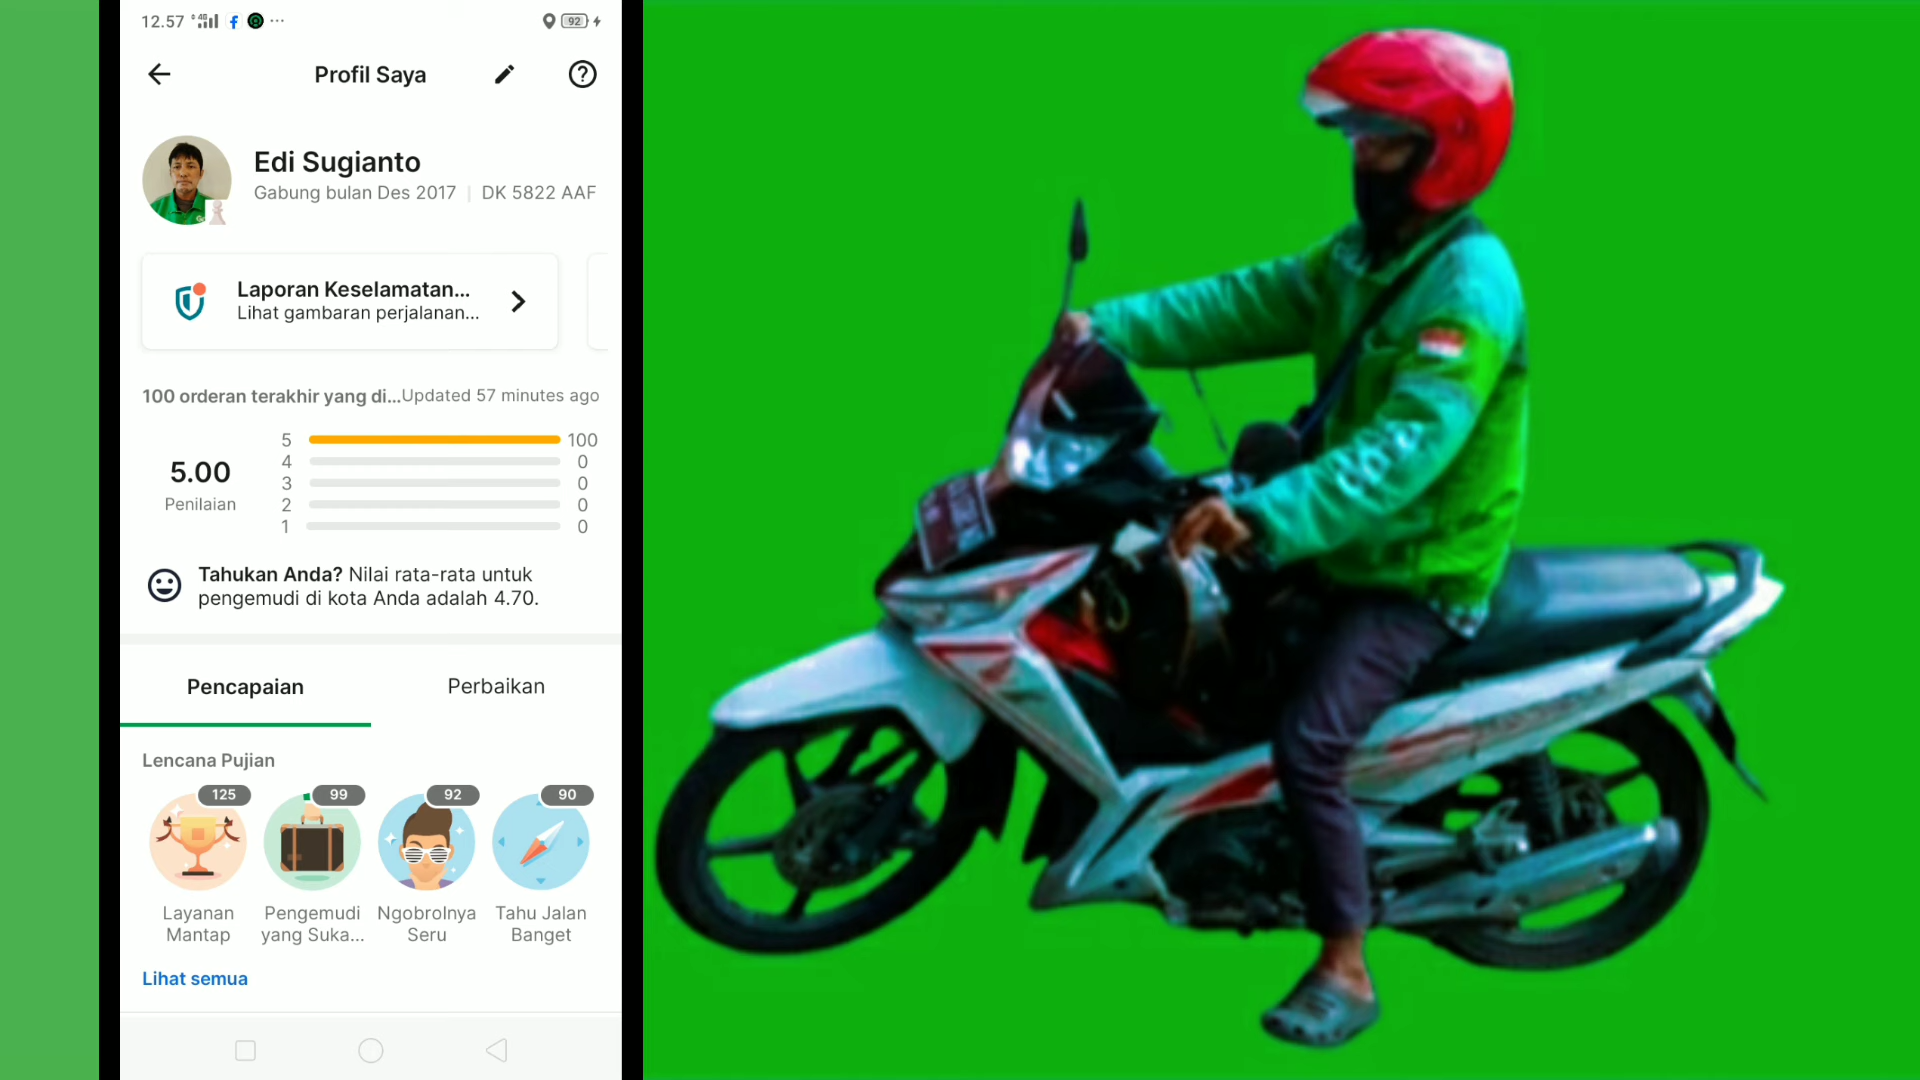 12.57
92
Profil Saya
Edi Sugianto
Gabung bulan Des 2017 | DK 5822 AAF
Laporan Keselamatan...
Lihat gambaran perjalanan...
100 orderan terakhir yang di...Updated 57 minutes ago
5 100
4 0
5.00
3 0
Penilaian
2 0
1 0
Tahukan Anda? Nilai rata-rata untuk
pengemudi di kota Anda adalah 4.70.
Pencapaian Perbaikan
Lencana Pujian
125 99 92 90
Layanan Mantap
Pengemudi yang Suka...
Ngobrolnya Seru
Tahu Jalan Banget
Lihat semua